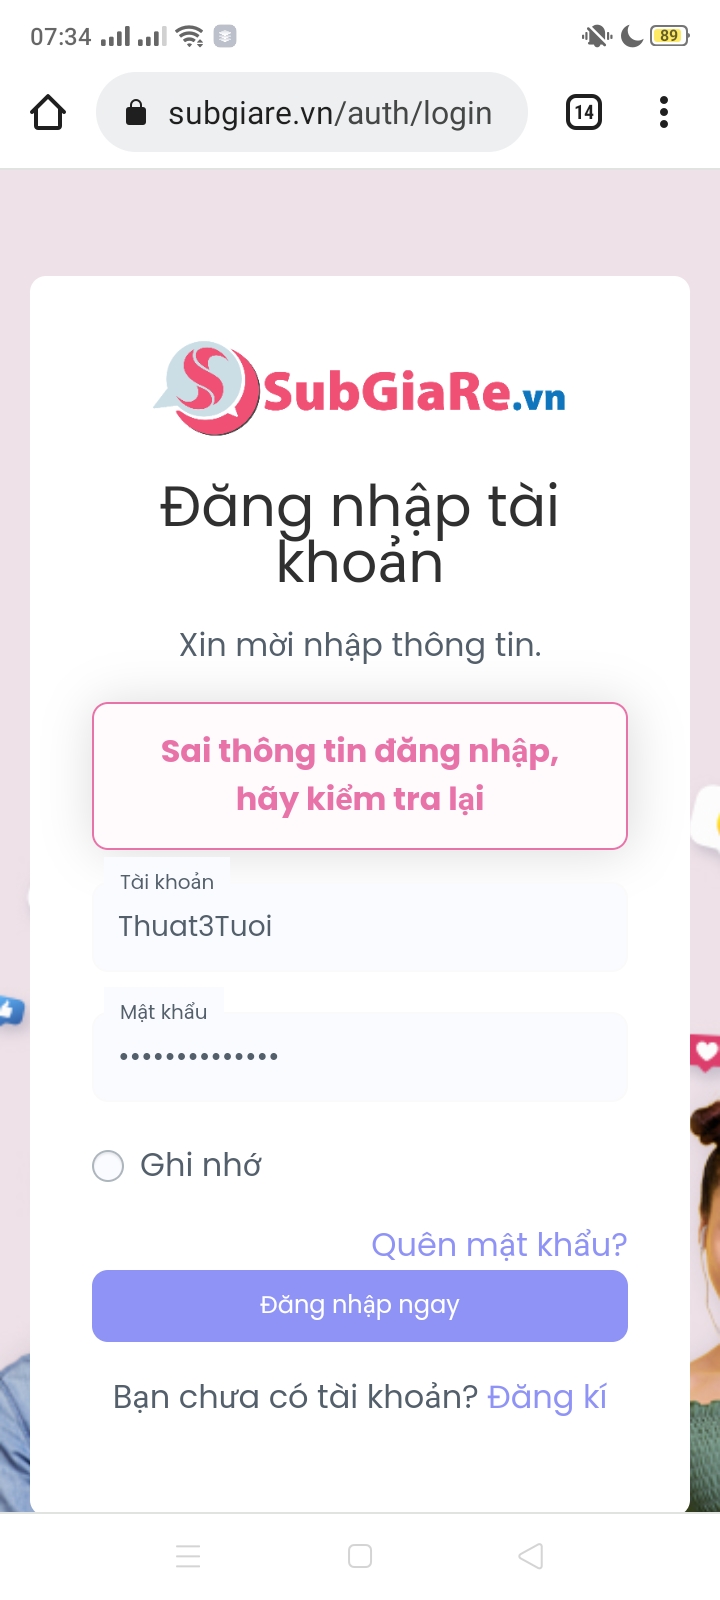 07:34
89
subgiare.vn/auth/login
14
SubGiaRe.vn
Đăng nhập tài
khoản
Xin mời nhập thông tin.
Sai thông tin đăng nhập,
hãy kiểm tra lại
Tài khoản
Thuat3Tuoi
Mật khẩu
••••••••••••••
Ghi nhớ
Quên mật khẩu?
Đăng nhập ngay
Bạn chưa có tài khoản? Đăng kí